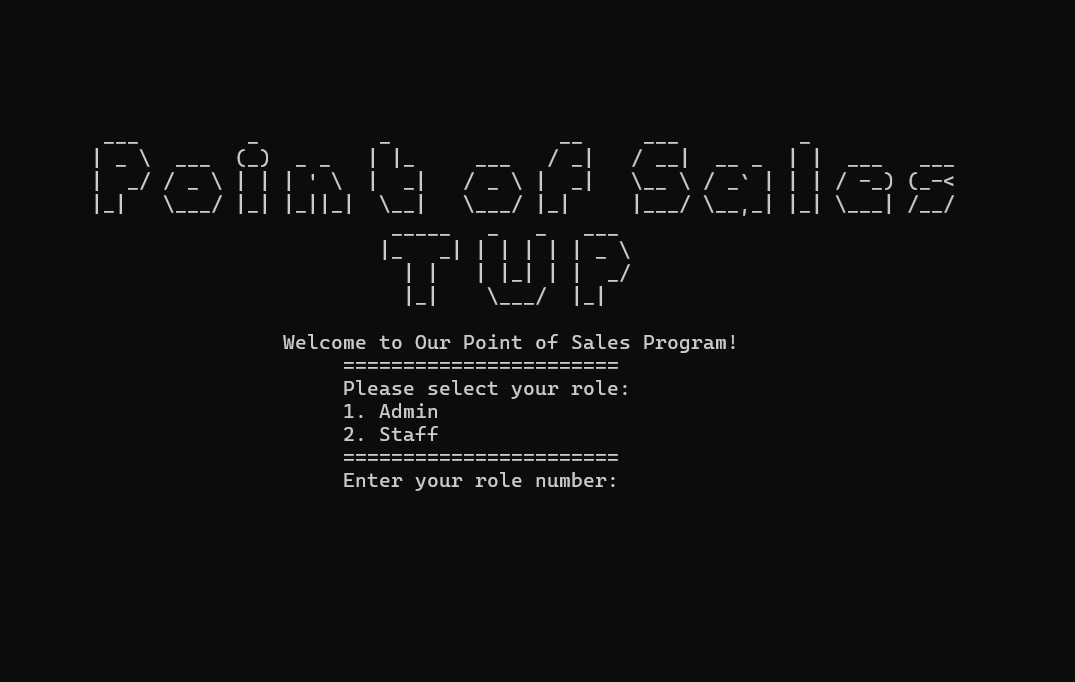 Point of Sales
TUP
Welcome to Our Point of Sales Program!
=======================
Please select your role:
1. Admin
2. Staff
=======================
Enter your role number: